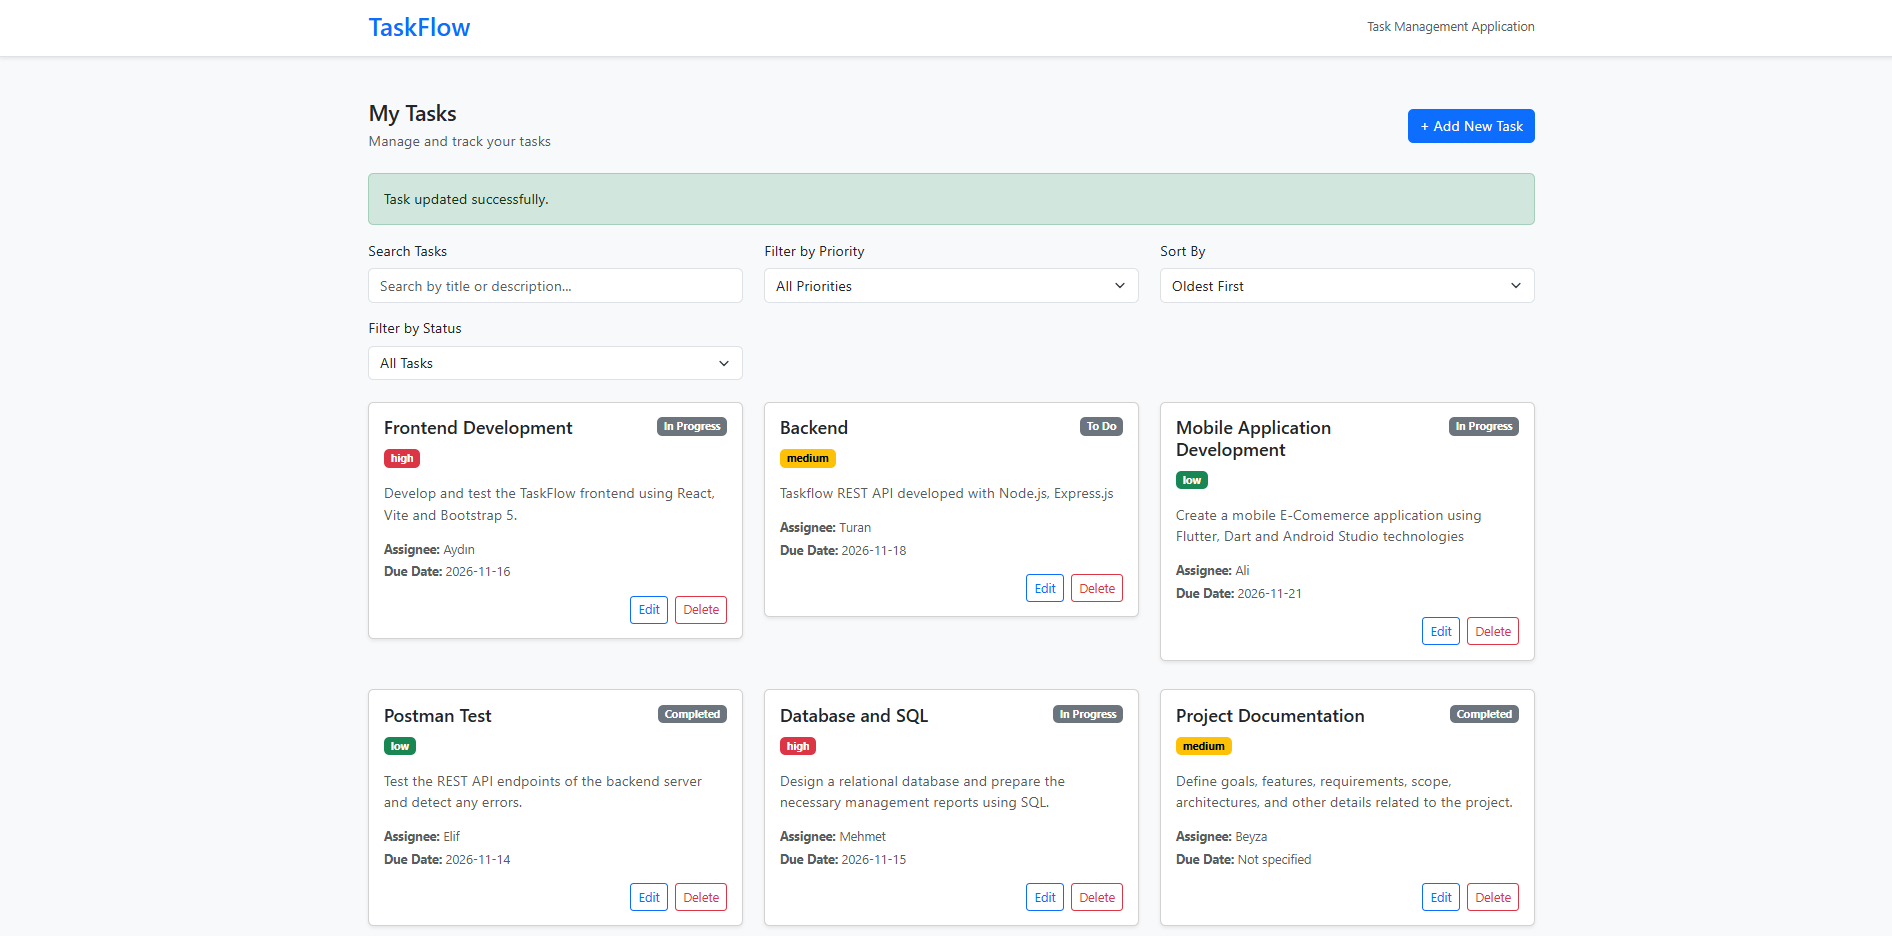 TaskFlow
Task Management Application
My Tasks
Manage and track your tasks
+ Add New Task
Task updated successfully.
Search Tasks
Search by title or description...
Filter by Priority
All Priorities
Sort By
Oldest First
Filter by Status
All Tasks
Frontend Development
In Progress
high
Develop and test the TaskFlow frontend using React,
Vite and Bootstrap 5.
Assignee: Aydın
Due Date: 2026-11-16
Edit
Delete
Backend
To Do
medium
Taskflow REST API developed with Node.js, Express.js
Assignee: Turan
Due Date: 2026-11-18
Edit
Delete
Mobile Application
Development
In Progress
low
Create a mobile E-Comemerce application using
Flutter, Dart and Android Studio technologies
Assignee: Ali
Due Date: 2026-11-21
Edit
Delete
Postman Test
Completed
low
Test the REST API endpoints of the backend server
and detect any errors.
Assignee: Elif
Due Date: 2026-11-14
Edit
Delete
Database and SQL
In Progress
high
Design a relational database and prepare the
necessary management reports using SQL.
Assignee: Mehmet
Due Date: 2026-11-15
Edit
Delete
Project Documentation
Completed
medium
Define goals, features, requirements, scope,
architectures, and other details related to the project.
Assignee: Beyza
Due Date: Not specified
Edit
Delete